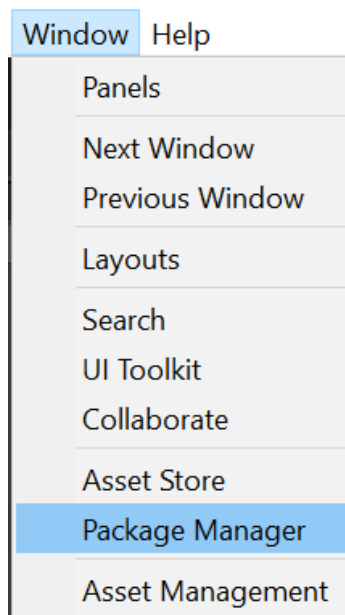 Window Help
Panels
Next Window
Previous Window
Layouts
Search
UI Toolkit
Collaborate
Asset Store
Package Manager
Asset Management